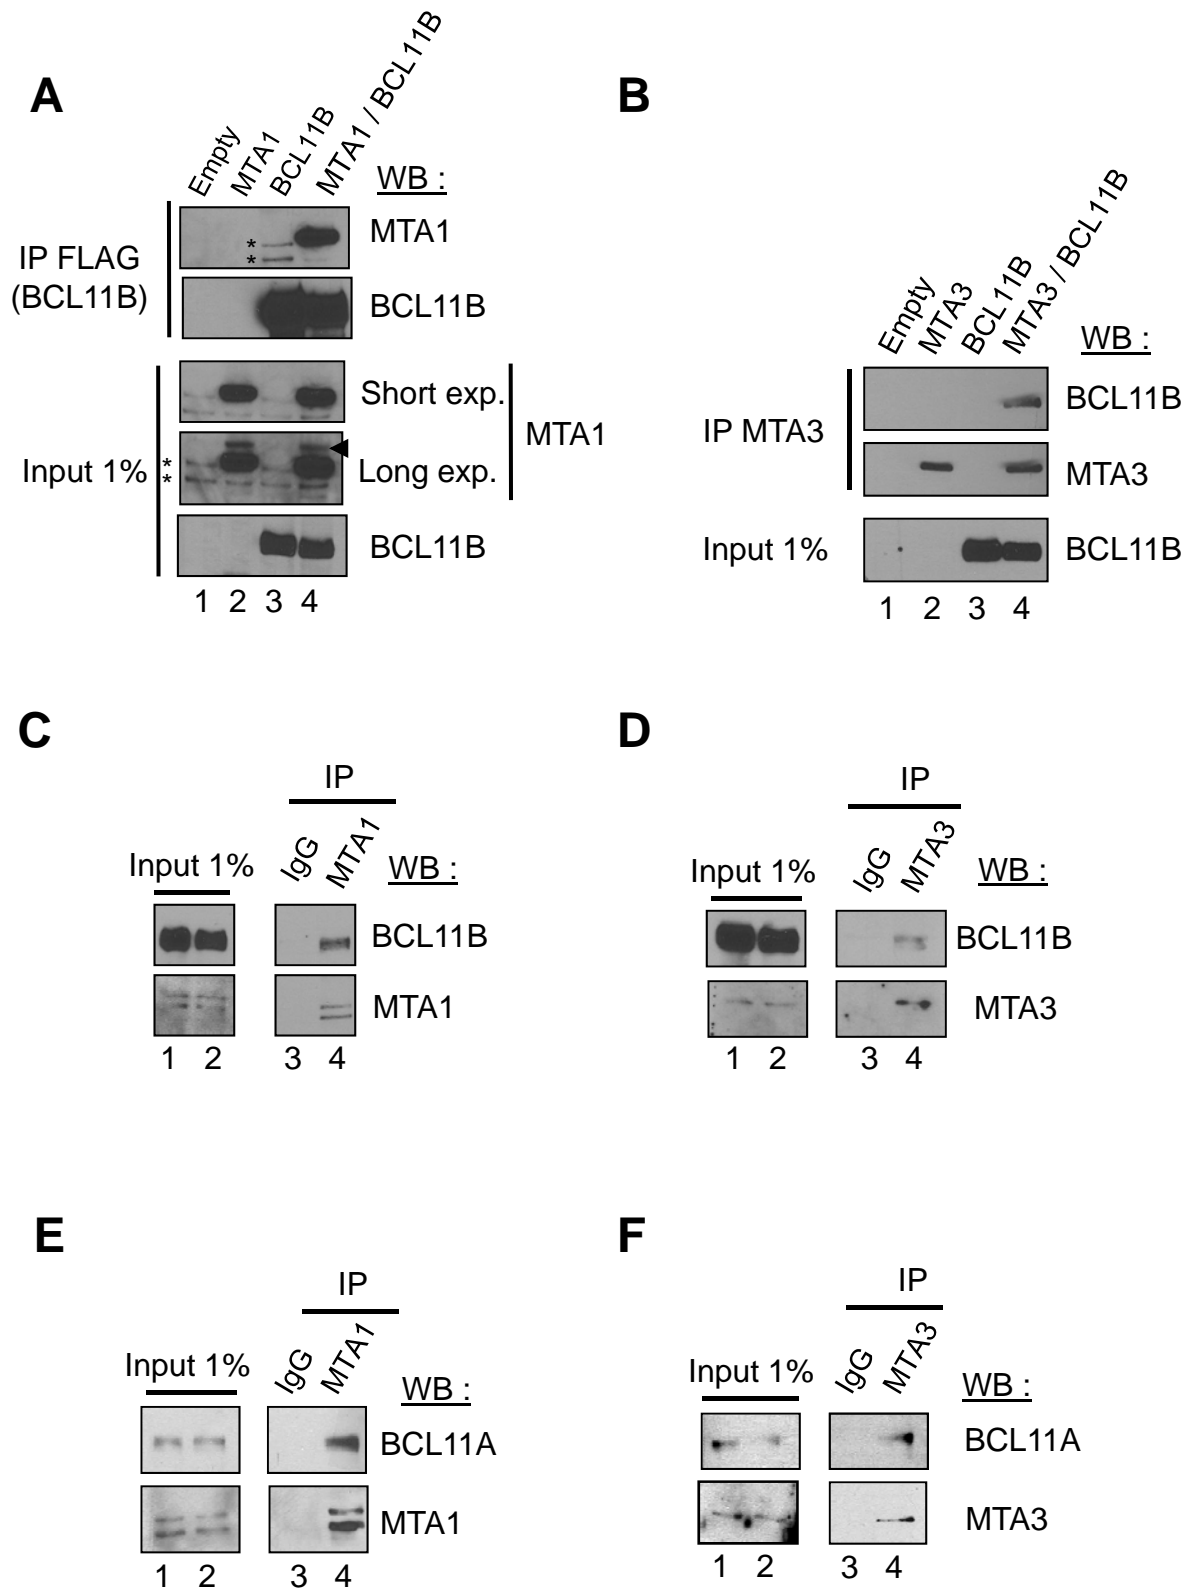 A
Empty
MTA1
BCL11B
MTA1 / BCL11B
WB :
IP FLAG
(BCL11B)
MTA1
*
*
BCL11B
Input 1%
Short exp.
*
*
Long exp.
MTA1
BCL11B
1 2 3 4
B
Empty
MTA3
BCL11B
MTA3 / BCL11B
WB :
IP MTA3
BCL11B
MTA3
Input 1%
BCL11B
1 2 3 4
C
IP
Input 1%
IgG
MTA1
WB :
BCL11B
MTA1
1 2 3 4
D
IP
Input 1%
IgG
MTA3
WB :
BCL11B
MTA3
1 2 3 4
E
IP
Input 1%
IgG
MTA1
WB :
BCL11A
MTA1
1 2 3 4
F
IP
Input 1%
IgG
MTA3
WB :
BCL11A
MTA3
1 2 3 4